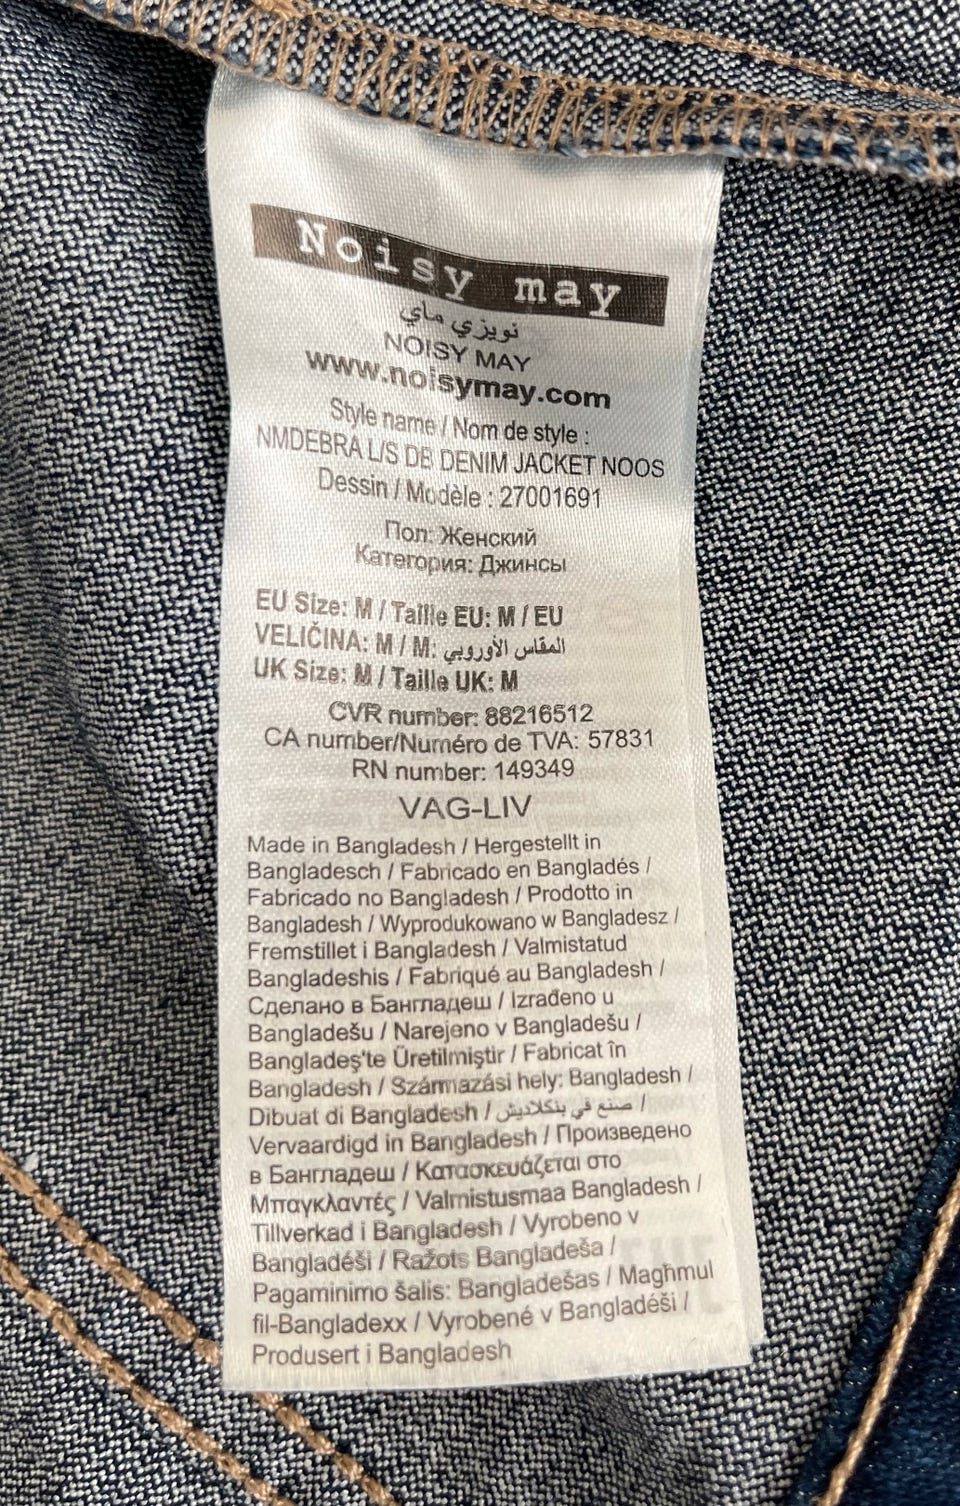 Noisy may
نويزي ماي
NOISY MAY
www.noisymay.com
Style name / Nom de style :
NMDEBRA L/S DB DENIM JACKET NOOS
Dessin / Modèle : 27001691
Пол: Женский
Категория: Джинсы
EU Size: M / Taille EU: M / EU
VELIČINA: M / M: المقاس الأوروبي
UK Size: M / Taille UK: M
CVR number: 88216512
CA number/Numéro de TVA: 57831
RN number: 149349
VAG-LIV
Made in Bangladesh / Hergestellt in
Bangladesch / Fabricado en Bangladés /
Fabricado no Bangladesh / Prodotto in
Bangladesh / Wyprodukowano w Bangladesz /
Fremstillet i Bangladesh / Valmistatud
Bangladeshis / Fabriqué au Bangladesh /
Сделано в Бангладеш / Izrađeno u
Bangladešu / Narejeno v Bangladešu /
Bangladeş'te Üretilmiştir / Fabricat în
Bangladesh / Származási hely: Bangladesh /
Dibuat di Bangladesh / صنع في بنكلاديش /
Vervaardigd in Bangladesh / Произведено
в Бангладеш / Κατασκευάζεται στο
Μπαγκλαντές / Valmistusmaa Bangladesh /
Tillverkad i Bangladesh / Vyrobeno v
Bangladéši / Ražots Bangladeša /
Pagaminimo šalis: Bangladešas / Magħmul
fil-Bangladexx / Vyrobené v Bangladéši /
Produsert i Bangladesh